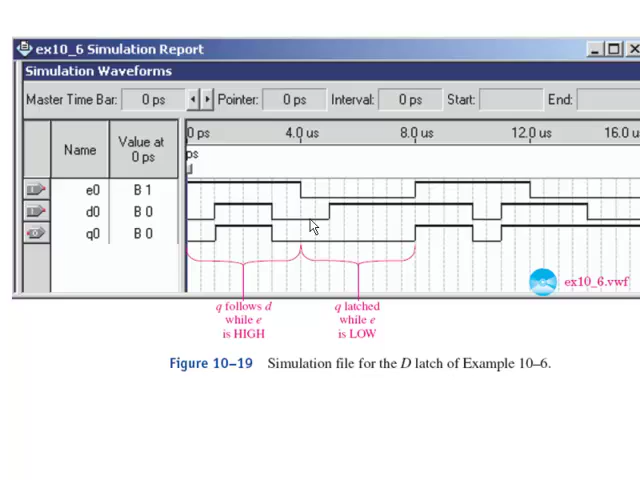 ex10_6 Simulation Report
Simulation Waveforms
Master Time Bar: 0 ps Pointer: 0 ps Interval: 0 ps Start: End:
Name Value at 0 ps
0 ps 4.0 us 8.0 us 12.0 us 16.0 u
ps
e0 B 1
d0 B 0
q0 B 0
ex10_6.vwf
q follows d
while e
is HIGH
q latched
while e
is LOW
Figure 10–19 Simulation file for the D latch of Example 10–6.